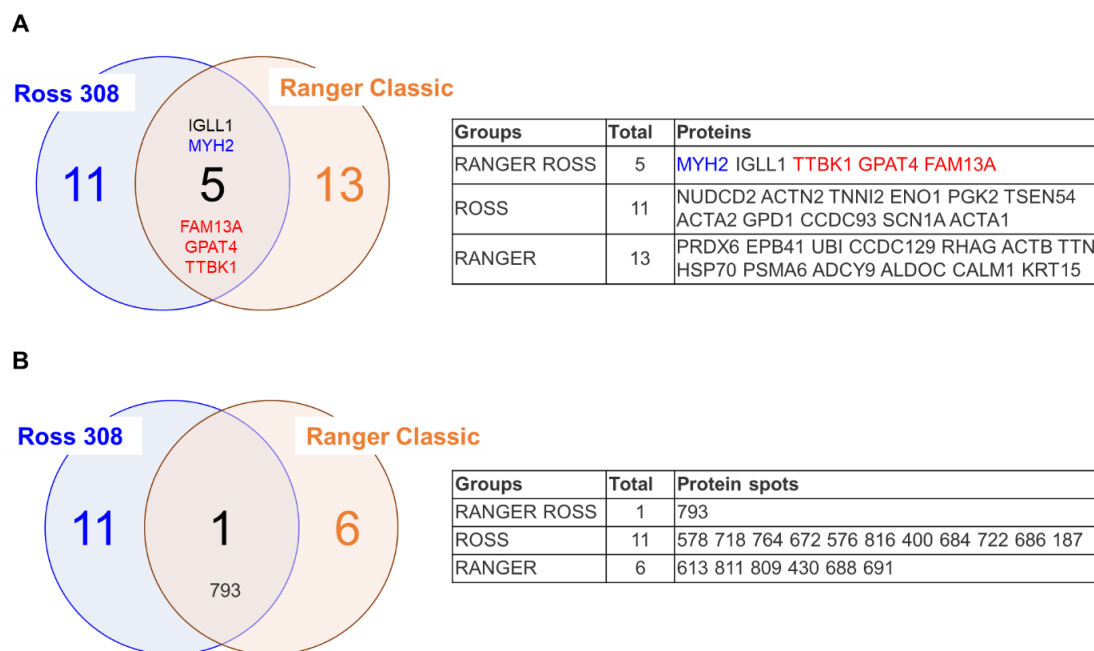 A
Ross 308
Ranger Classic
IGLL1
MYH2
11
5
13
FAM13A
GPAT4
TTBK1
Groups Total Proteins
RANGER ROSS 5 MYH2 IGLL1 TTBK1 GPAT4 FAM13A
ROSS 11 NUDCD2 ACTN2 TNNI2 ENO1 PGK2 TSEN54
ACTA2 GPD1 CCDC93 SCN1A ACTA1
RANGER 13 PRDX6 EPB41 UBI CCDC129 RHAG ACTB TTN
HSP70 PSMA6 ADCY9 ALDOC CALM1 KRT15
B
Ross 308
Ranger Classic
11
1
6
793
Groups Total Protein spots
RANGER ROSS 1 793
ROSS 11 578 718 764 672 576 816 400 684 722 686 187
RANGER 6 613 811 809 430 688 691